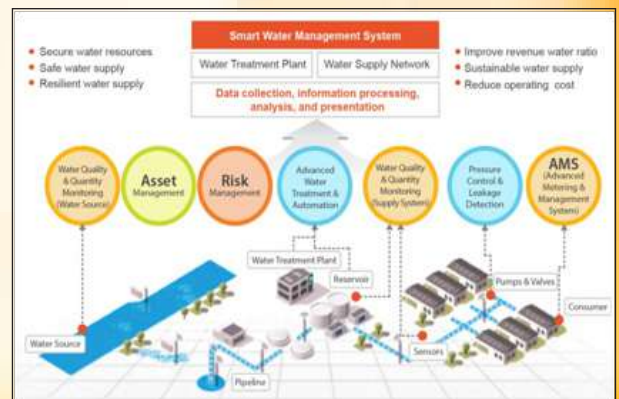 Smart Water Management System
Water Treatment Plant
Water Supply Network
Data collection, information processing,
analysis, and presentation
Secure water resources
Safe water supply
Resilient water supply
Improve revenue water ratio
Sustainable water supply
Reduce operating cost
Water Quality
& Quantity
Monitoring
(Water Source)
Asset
Management
Risk
Management
Advanced
Water
Treatment &
Automation
Water Quality
& Quantity
Monitoring
(Supply System)
Pressure
Control &
Leakage
Detection
AMS
(Advanced
Metering &
Management
System)
Water Treatment Plant
Reservoir
Pumps & Valves
Consumer
Water Source
Sensors
Pipeline